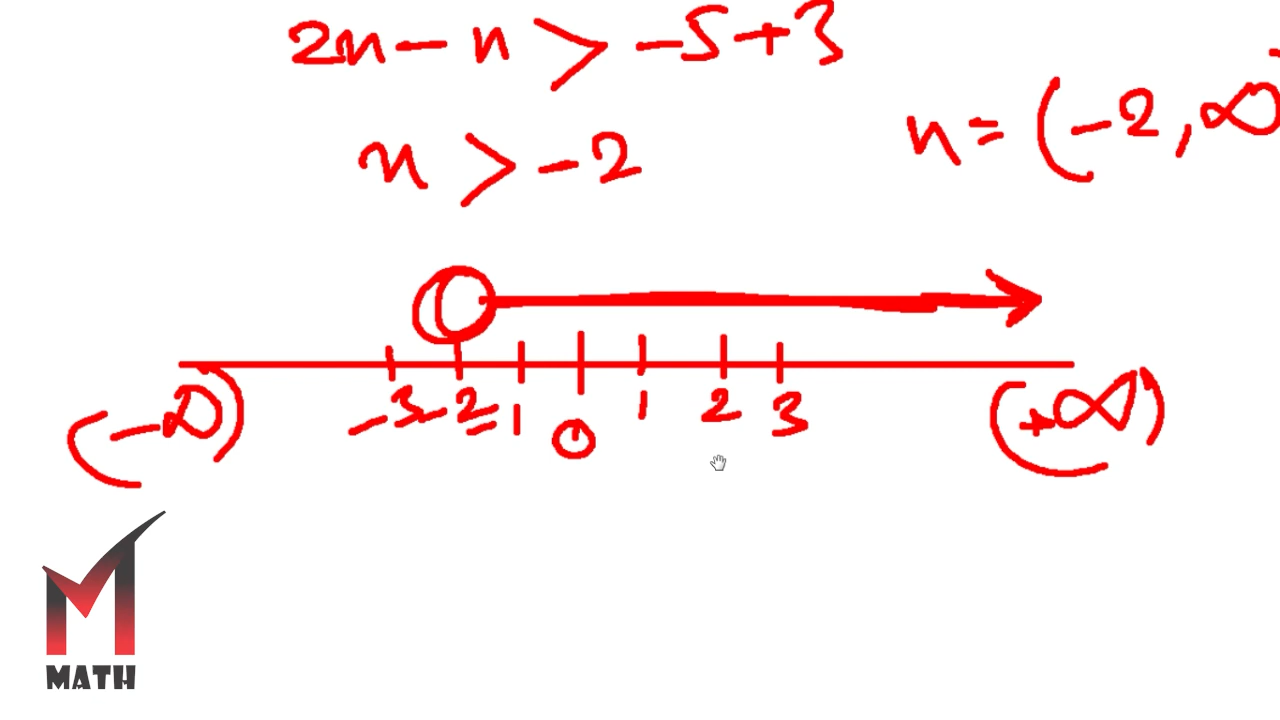 2n - n > -5 + 3
n > -2
n = (-2, ∞
-3 -2 -1 0 1 2 3
(-∞) (+∞)
MATH